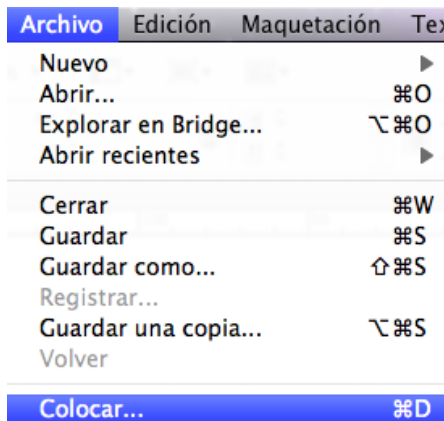 Archivo Edición Maquetación Tex
Nuevo ▶
Abrir... ⌘O
Explorar en Bridge... ⌥⌘O
Abrir recientes ▶
Cerrar ⌘W
Guardar ⌘S
Guardar como... ⇧⌘S
Registrar...
Guardar una copia... ⌥⌘S
Volver
Colocar... ⌘D